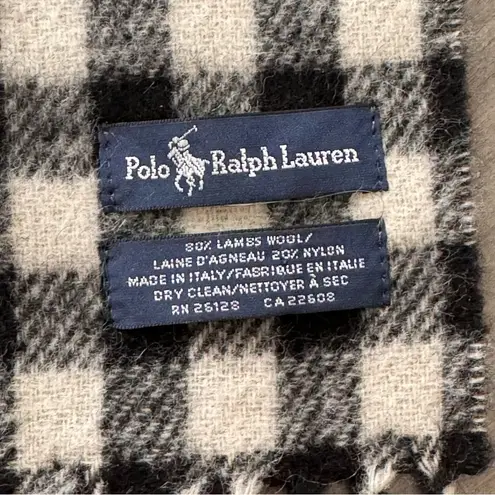 Polo Ralph Lauren
80% LAMBS WOOL/
LAINE D'AGNEAU 20% NYLON
MADE IN ITALY/FABRIQUE EN ITALIE
DRY CLEAN/NETTOYER À SEC
RN 26128 CA 22608